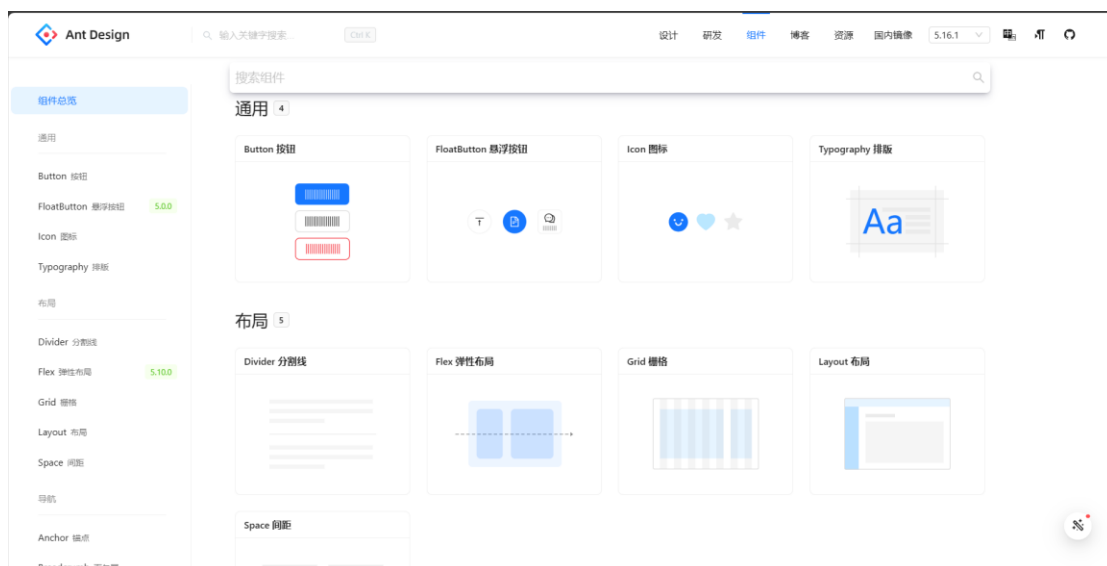 Ant Design
输入关键字搜索...
Ctrl K
设计 研发 组件 博客 资源 国内镜像 5.16.1
搜索组件
组件总览
通用
Button 按钮
FloatButton 悬浮按钮 5.0.0
Icon 图标
Typography 排版
布局
Divider 分割线
Flex 弹性布局 5.10.0
Grid 栅格
Layout 布局
Space 间距
导航
Anchor 锚点
通用 4
Button 按钮
FloatButton 悬浮按钮
Icon 图标
Typography 排版
Aa
布局 5
Divider 分割线
Flex 弹性布局
Grid 栅格
Layout 布局
Space 间距